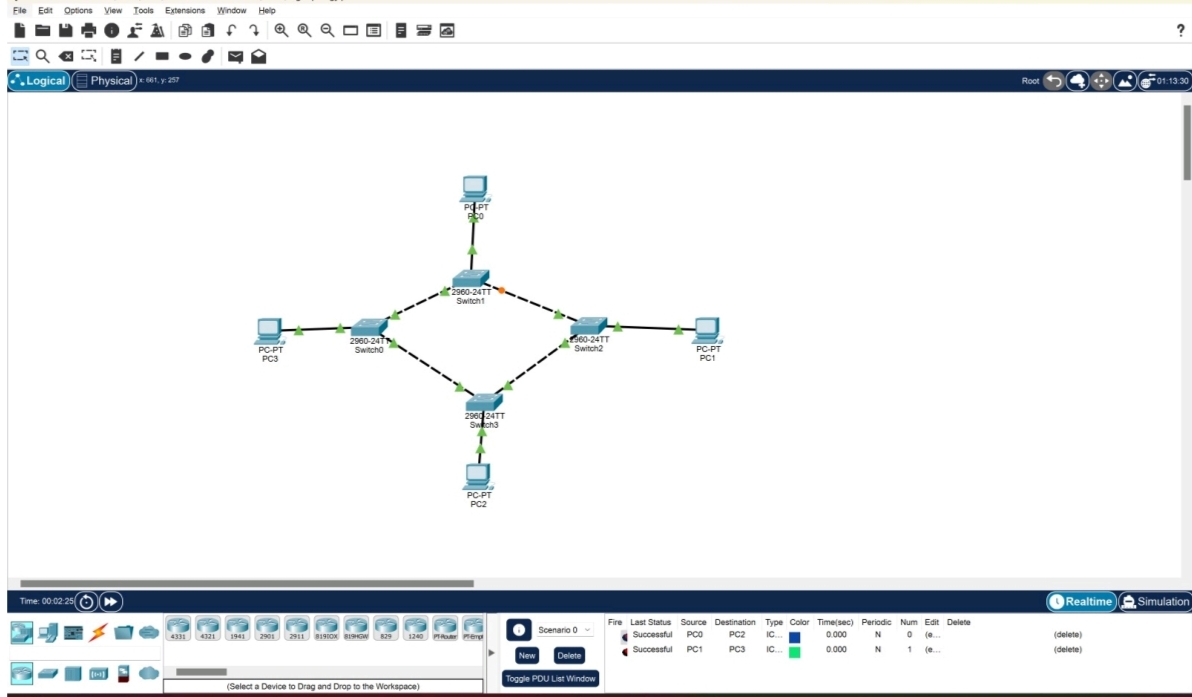 File Edit Options View Tools Extensions Window Help
?
Logical Physical x: 661, y: 257 Root 01:13:30
PC-PT
PC0
2960-24TT
Switch1
2960-24TT
Switch0
2960-24TT
Switch2
PC-PT
PC3
PC-PT
PC1
2960-24TT
Switch3
PC-PT
PC2
Time: 00:02:25 Realtime Simulation
4331 4321 1941 2901 2911 819IOX 819HGW 829 1240 PT-Router PT-Empt
(Select a Device to Drag and Drop to the Workspace)
Scenario 0
New Delete
Toggle PDU List Window
Fire Last Status Source Destination Type Color Time(sec) Periodic Num Edit Delete
Successful PC0 PC2 IC... 0.000 N 0 (e... (delete)
Successful PC1 PC3 IC... 0.000 N 1 (e... (delete)